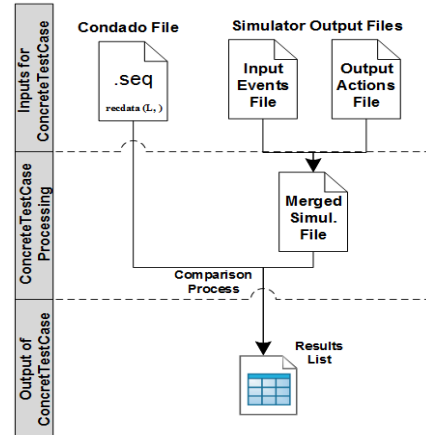 Condado File
Simulator Output Files
Inputs for
ConcreteTestCase
.seq
recdata (L, )
Input
Events
File
Output
Actions
File
ConcreteTestCase
Processing
Merged
Simul.
File
Comparison
Process
Output of
ConcretTestCase
Results
List